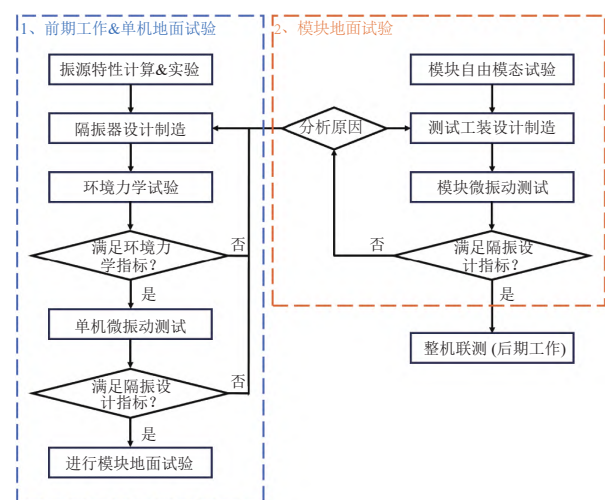 1、前期工作&单机地面试验
振源特性计算&实验
隔振器设计制造
环境力学试验
满足环境力
学指标？
否
是
单机微振动测试
满足隔振设
计指标？
否
是
进行模块地面试验
2、模块地面试验
模块自由模态试验
分析原因
测试工装设计制造
模块微振动测试
满足隔振设
计指标？
否
是
整机联测 (后期工作)